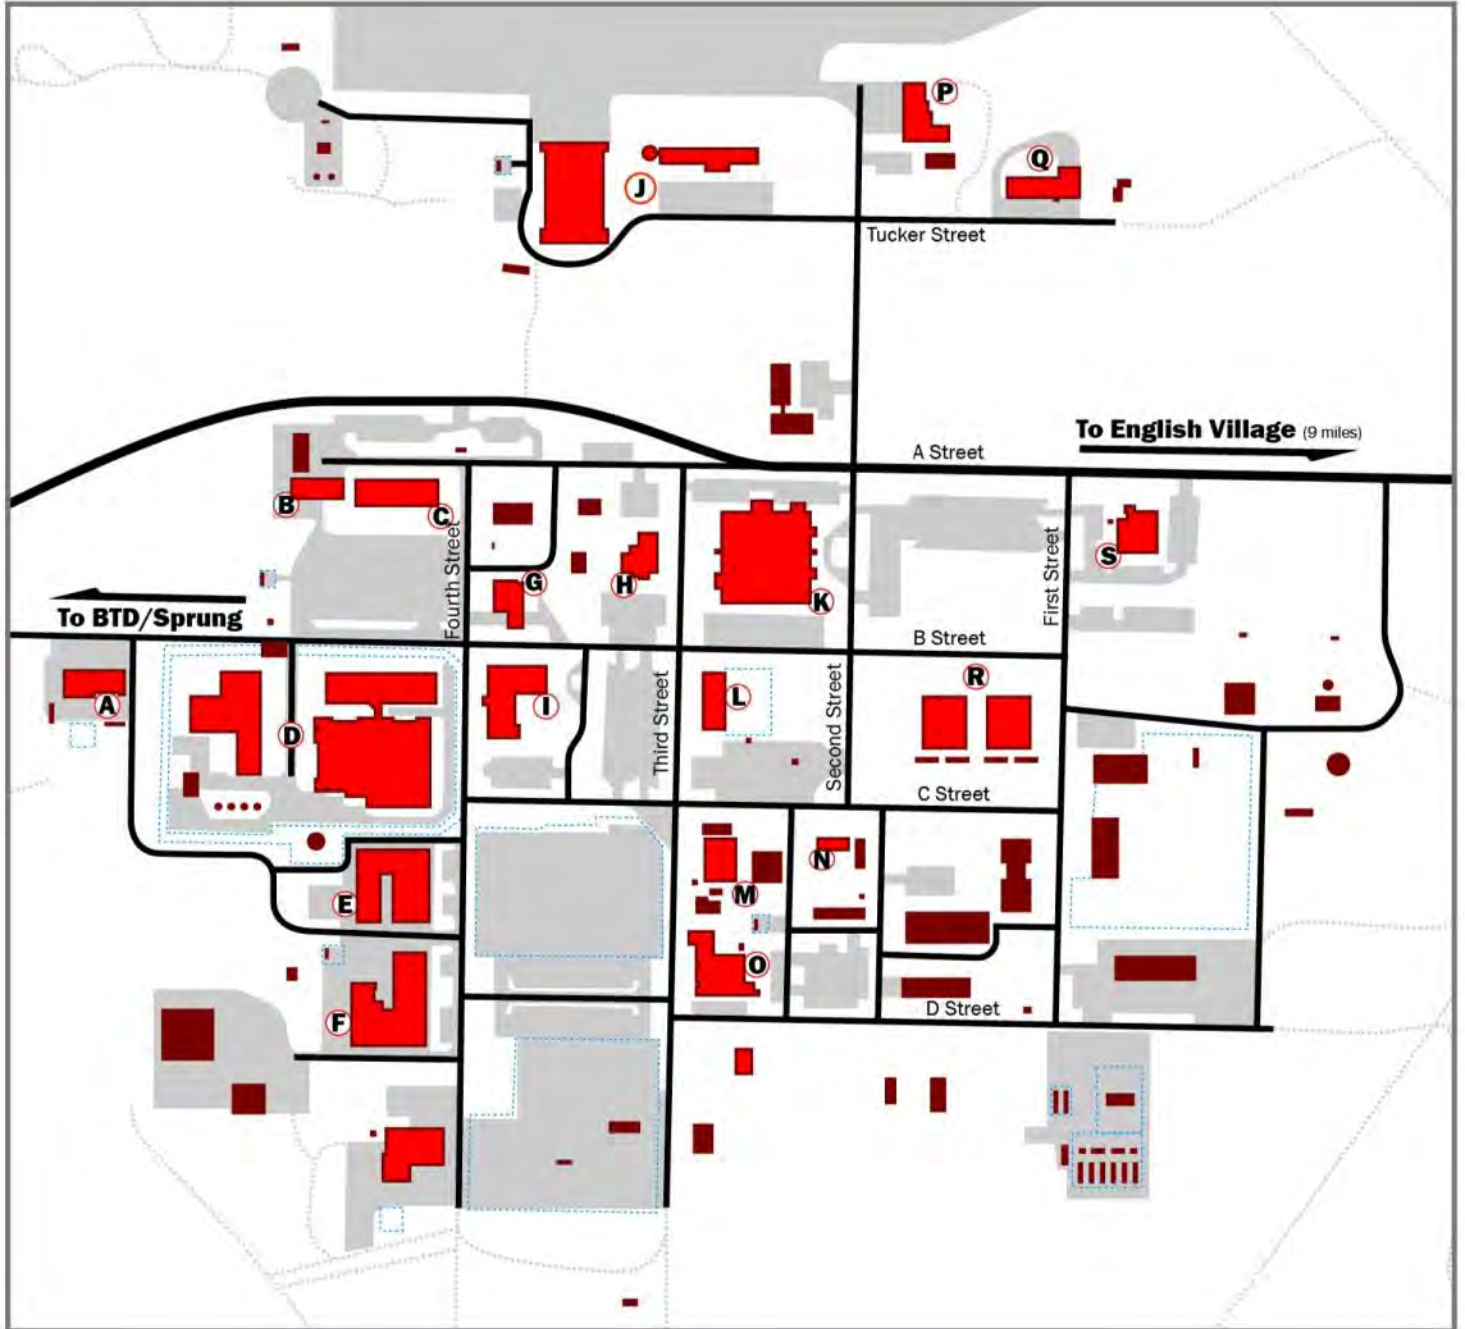 P
Q
J
Tucker Street
To English Village (9 miles)
A Street
B
C
Fourth Street
First Street
S
G
H
K
To BTD/Sprung
B Street
A
D
I
Third Street
L
Second Street
R
C Street
E
M
N
O
F
D Street